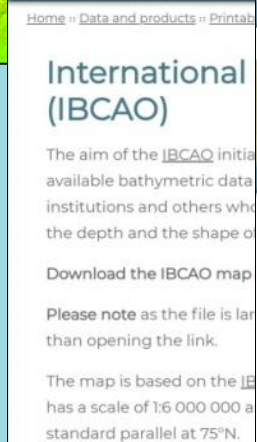 Home :: Data and products :: Printab
International
(IBCAO)
The aim of the IBCAO initia
available bathymetric data
institutions and others who
the depth and the shape of
Download the IBCAO map
Please note as the file is lar
than opening the link.
The map is based on the IB
has a scale of 1:6 000 000 a
standard parallel at 75°N.